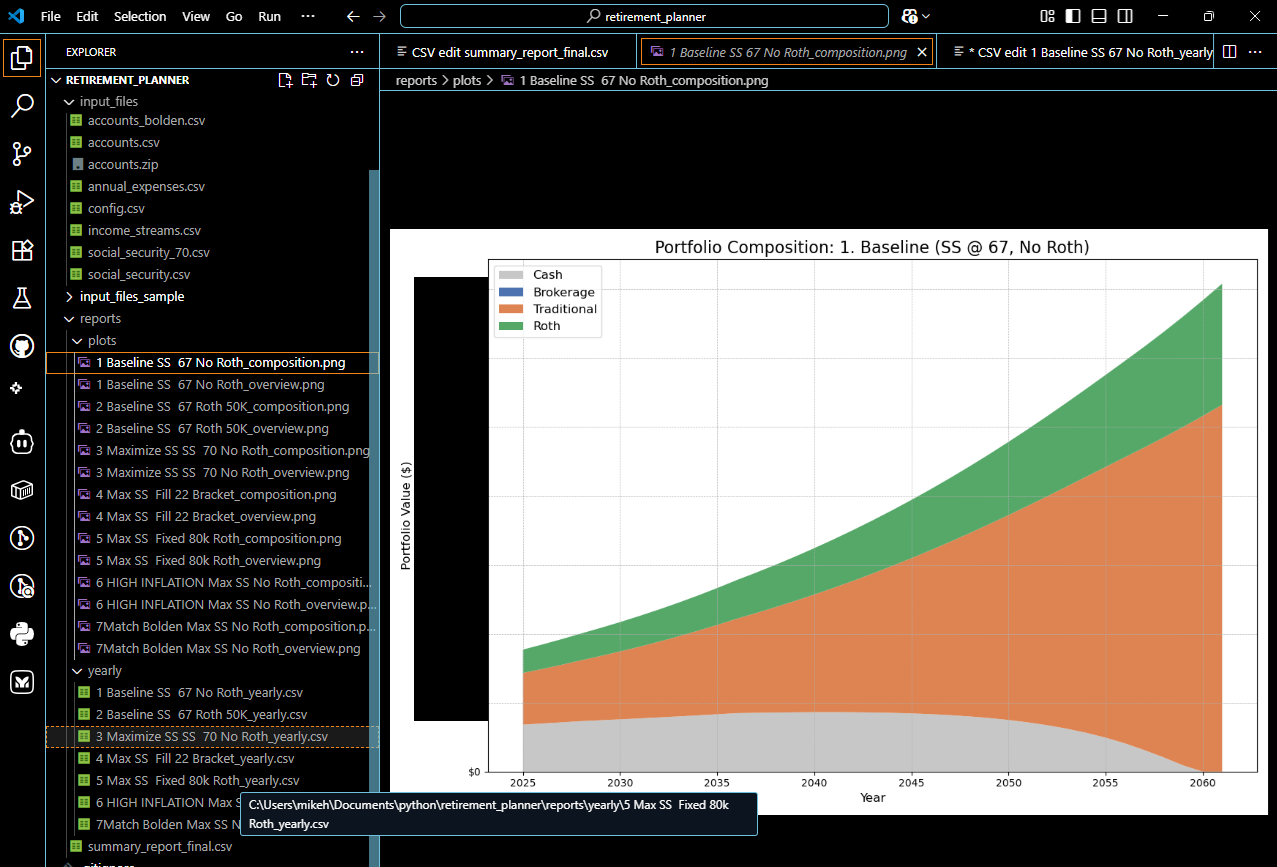 File Edit Selection View Go Run ··· retirement_planner
EXPLORER ···
RETIREMENT_PLANNER
input_files
accounts_bolden.csv
accounts.csv
accounts.zip
annual_expenses.csv
config.csv
income_streams.csv
social_security_70.csv
social_security.csv
input_files_sample
reports
plots
1 Baseline SS  67 No Roth_composition.png
1 Baseline SS  67 No Roth_overview.png
2 Baseline SS  67 Roth 50K_composition.png
2 Baseline SS  67 Roth 50K_overview.png
3 Maximize SS SS  70 No Roth_composition.png
3 Maximize SS SS  70 No Roth_overview.png
4 Max SS  Fill 22 Bracket_composition.png
4 Max SS  Fill 22 Bracket_overview.png
5 Max SS  Fixed 80k Roth_composition.png
5 Max SS  Fixed 80k Roth_overview.png
6 HIGH INFLATION Max SS No Roth_compositi...
6 HIGH INFLATION Max SS No Roth_overview.p...
7Match Bolden Max SS No Roth_composition.p...
7Match Bolden Max SS No Roth_overview.png
yearly
1 Baseline SS  67 No Roth_yearly.csv
2 Baseline SS  67 Roth 50K_yearly.csv
3 Maximize SS SS  70 No Roth_yearly.csv
4 Max SS  Fill 22 Bracket_yearly.csv
5 Max SS  Fixed 80k Roth_yearly.csv
6 HIGH INFLATION Max S
7Match Bolden Max SS N
summary_report_final.csv
.gitignore
C:\Users\mikeh\Documents\python\retirement_planner\reports\yearly\5 Max SS  Fixed 80k
Roth_yearly.csv
CSV edit summary_report_final.csv
1 Baseline SS 67 No Roth_composition.png
* CSV edit 1 Baseline SS 67 No Roth_yearly
···
reports > plots > 1 Baseline SS  67 No Roth_composition.png
Portfolio Composition: 1. Baseline (SS @ 67, No Roth)
Cash
Brokerage
Traditional
Roth
Portfolio Value ($)
$0
2025 2030 2035 2040 2045 2050 2055 2060
Year